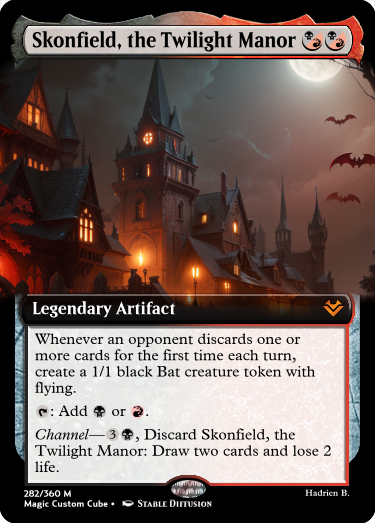 Skonfield, the Twilight Manor
Legendary Artifact
Whenever an opponent discards one or
more cards for the first time each turn,
create a 1/1 black Bat creature token with
flying.
: Add or .
Channel—3 , Discard Skonfield, the
Twilight Manor: Draw two cards and lose 2
life.
282/360 M
Hadrien B.
Magic Custom Cube • Stable Diffusion